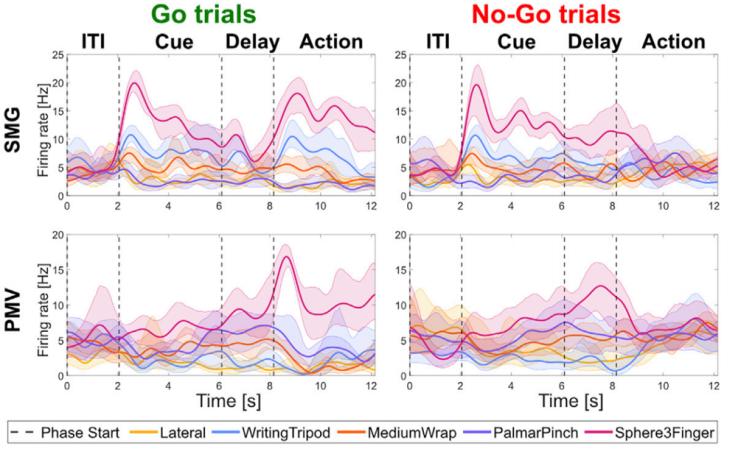 Go trials No-Go trials
ITI Cue Delay Action ITI Cue Delay Action
SMG
Firing rate [Hz]
25
20
15
10
5
0
0 2 4 6 8 10 12
25
20
15
10
5
0
0 2 4 6 8 10 12
PMV
Firing rate [Hz]
20
15
10
5
0
0 2 4 6 8 10 12
20
15
10
5
0
0 2 4 6 8 10 12
Time [s] Time [s]
Phase Start Lateral WritingTripod MediumWrap PalmarPinch Sphere3Finger